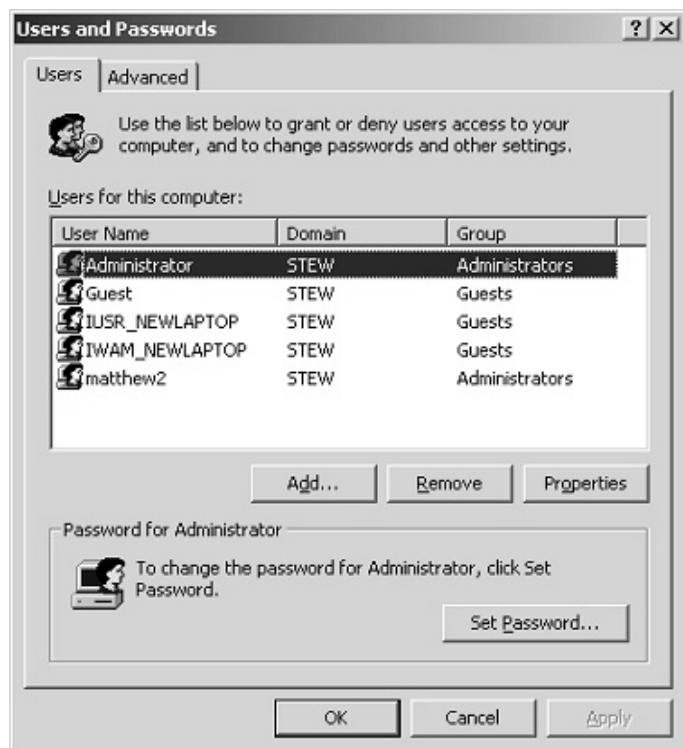 Users and Passwords
Users Advanced
Use the list below to grant or deny users access to your
computer, and to change passwords and other settings.
Users for this computer:
User Name Domain Group
Administrator STEW Administrators
Guest STEW Guests
IUSR_NEWLAPTOP STEW Guests
IWAM_NEWLAPTOP STEW Guests
matthew2 STEW Administrators
Add... Remove Properties
Password for Administrator
To change the password for Administrator, click Set
Password.
Set Password...
OK Cancel Apply